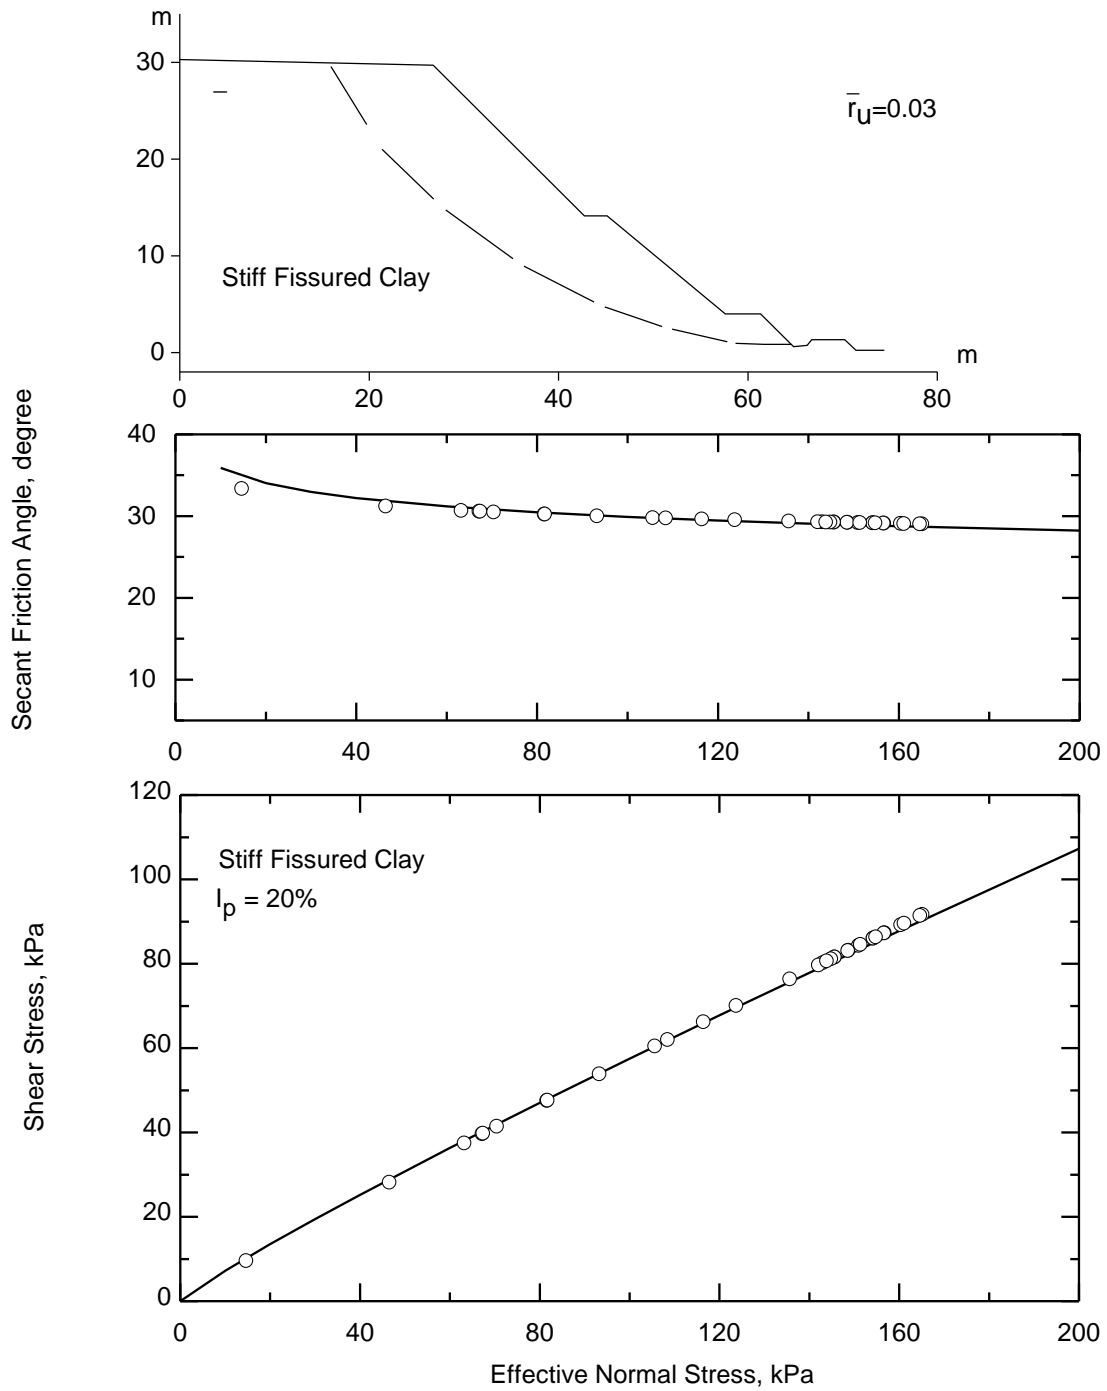 m
30
20
10
0
r̅u=0.03
Stiff Fissured Clay
m
0 20 40 60 80
Secant Friction Angle, degree
40
30
20
10
0 40 80 120 160 200
Shear Stress, kPa
120
100
80
60
40
20
0
Stiff Fissured Clay
Ip = 20%
0 40 80 120 160 200
Effective Normal Stress, kPa